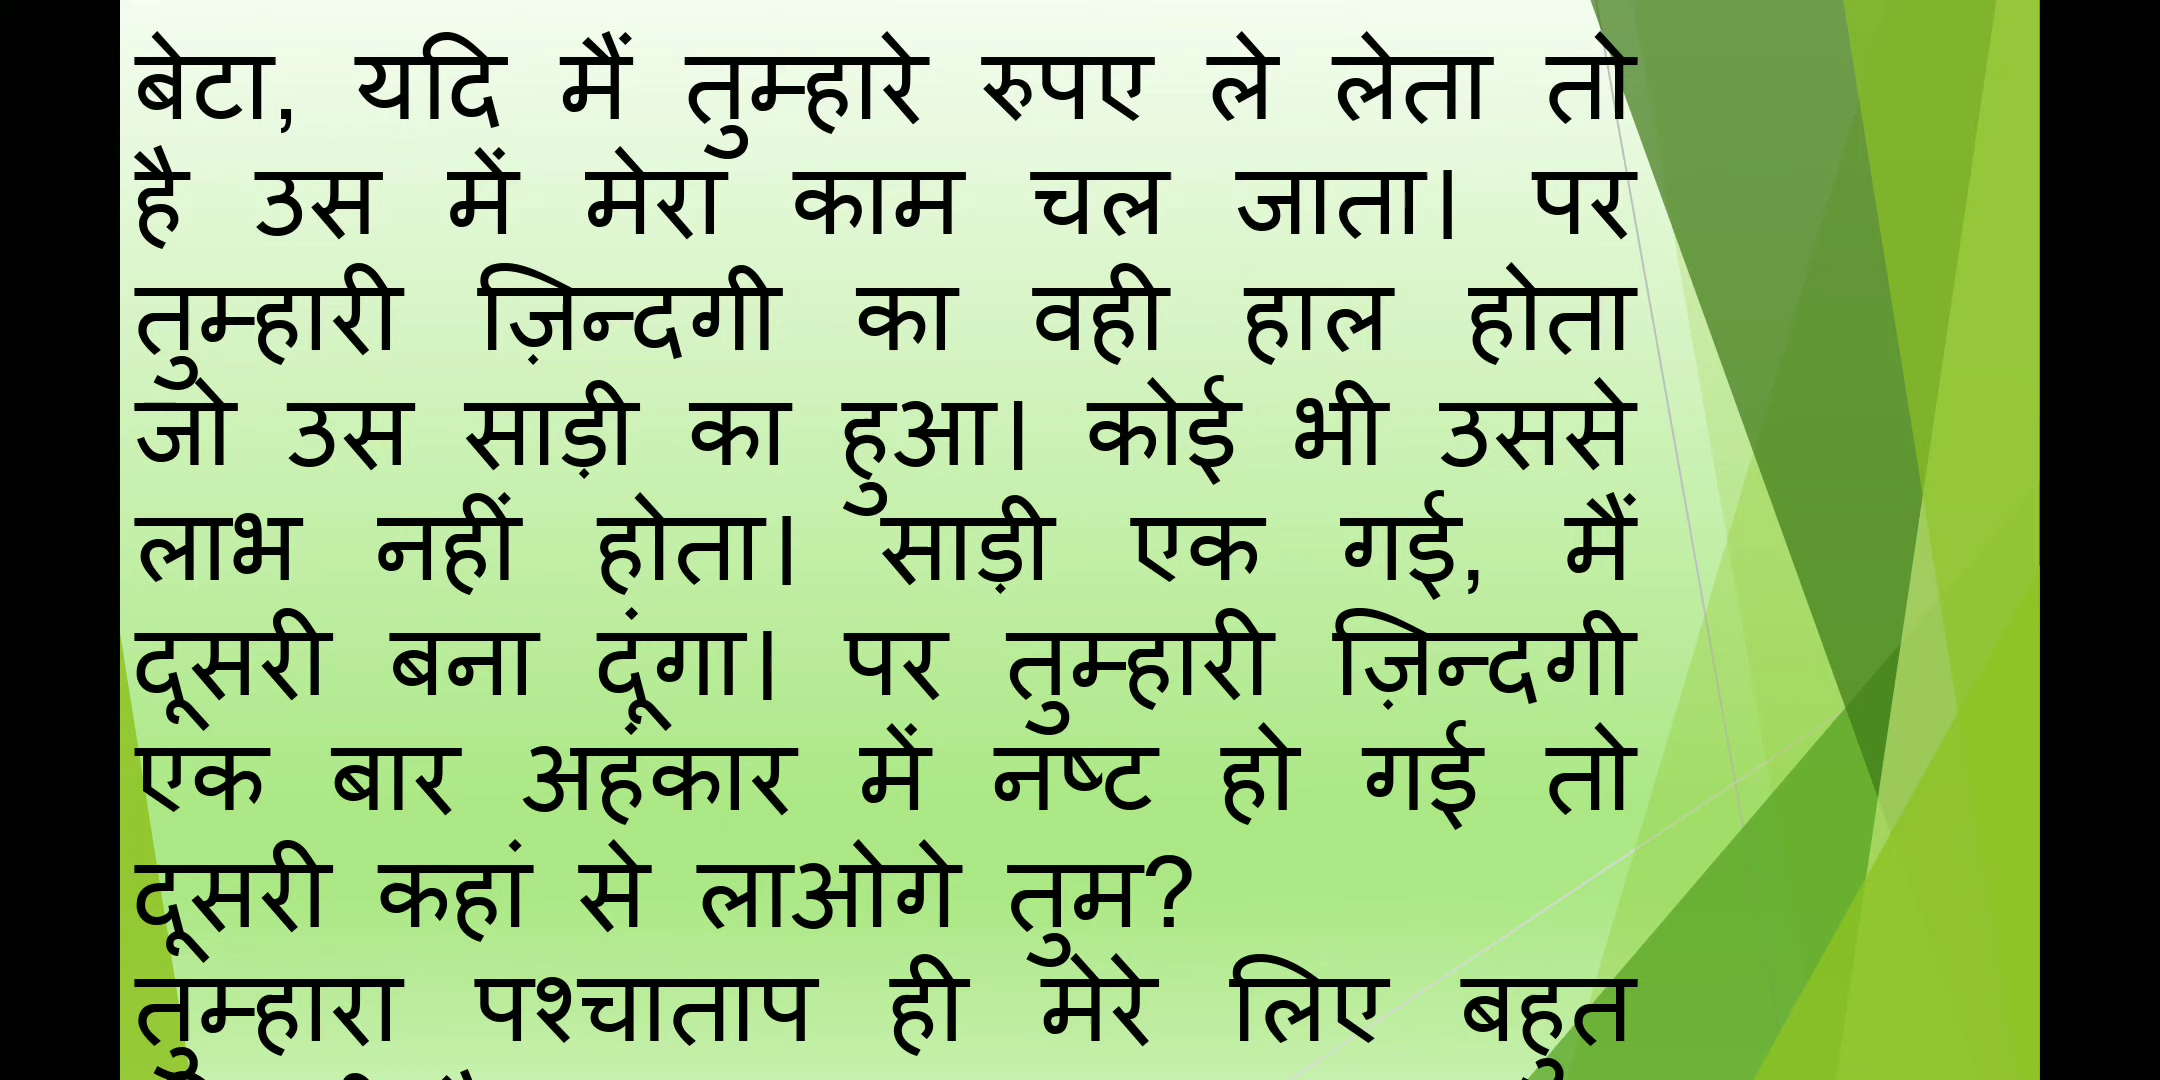 बेटा, यदि मैं तुम्हारे रुपए ले लेता तो
है उस में मेरा काम चल जाता। पर
तुम्हारी ज़िन्दगी का वही हाल होता
जो उस साड़ी का हुआ। कोई भी उससे
लाभ नहीं होता। साड़ी एक गई, मैं
दूसरी बना दूंगा। पर तुम्हारी ज़िन्दगी
एक बार अहंकार में नष्ट हो गई तो
दूसरी कहां से लाओगे तुम?
तुम्हारा पश्चाताप ही मेरे लिए बहुत